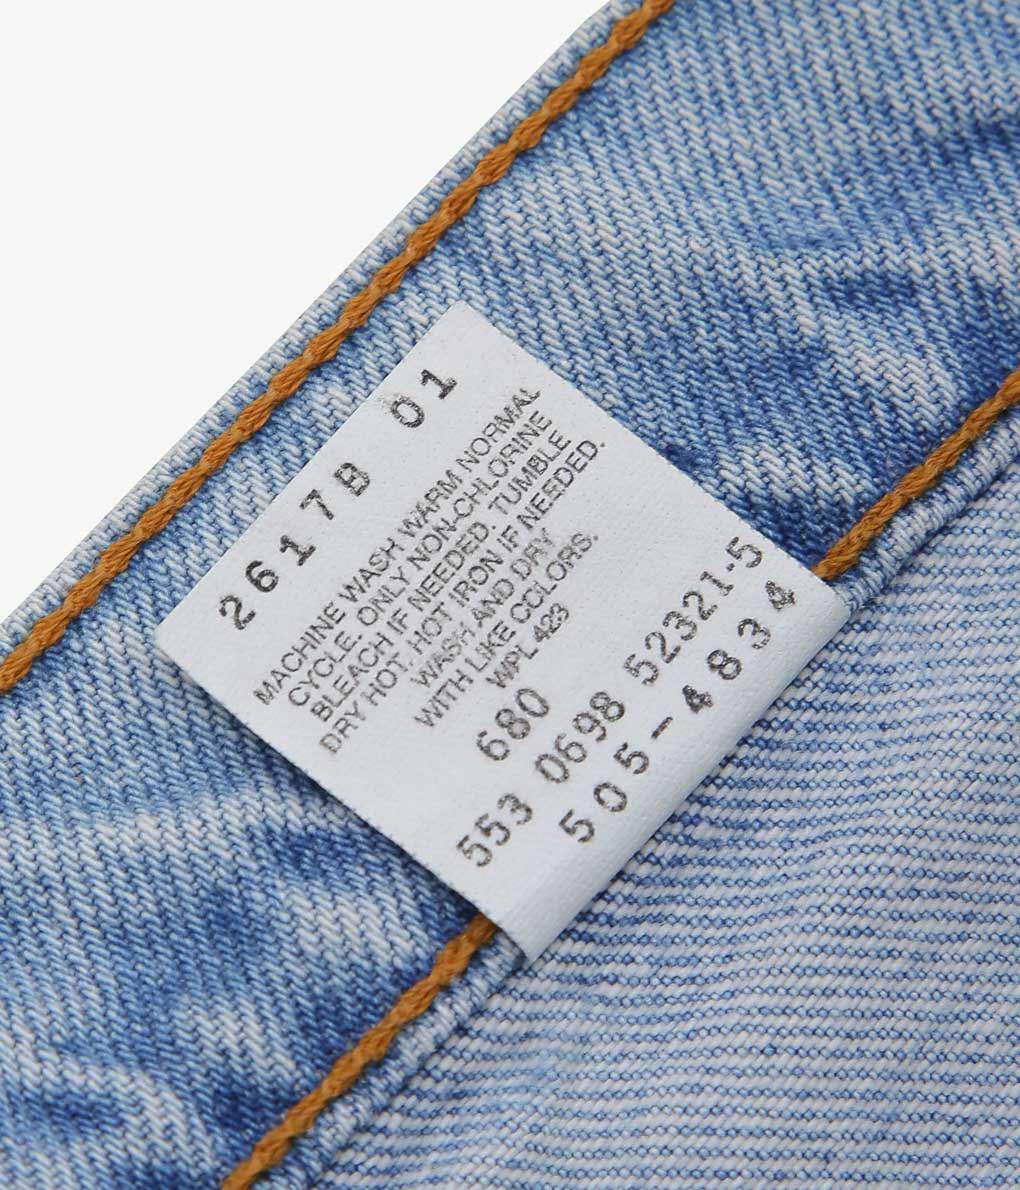 2617B 01
MACHINE WASH WARM NORMAL
CYCLE. ONLY NON-CHLORINE
BLEACH IF NEEDED. TUMBLE
DRY HOT. HOT IRON IF NEEDED.
WASH AND DRY
WITH LIKE COLORS.
WPL 423
680
553 0698 52321-5
505-4834